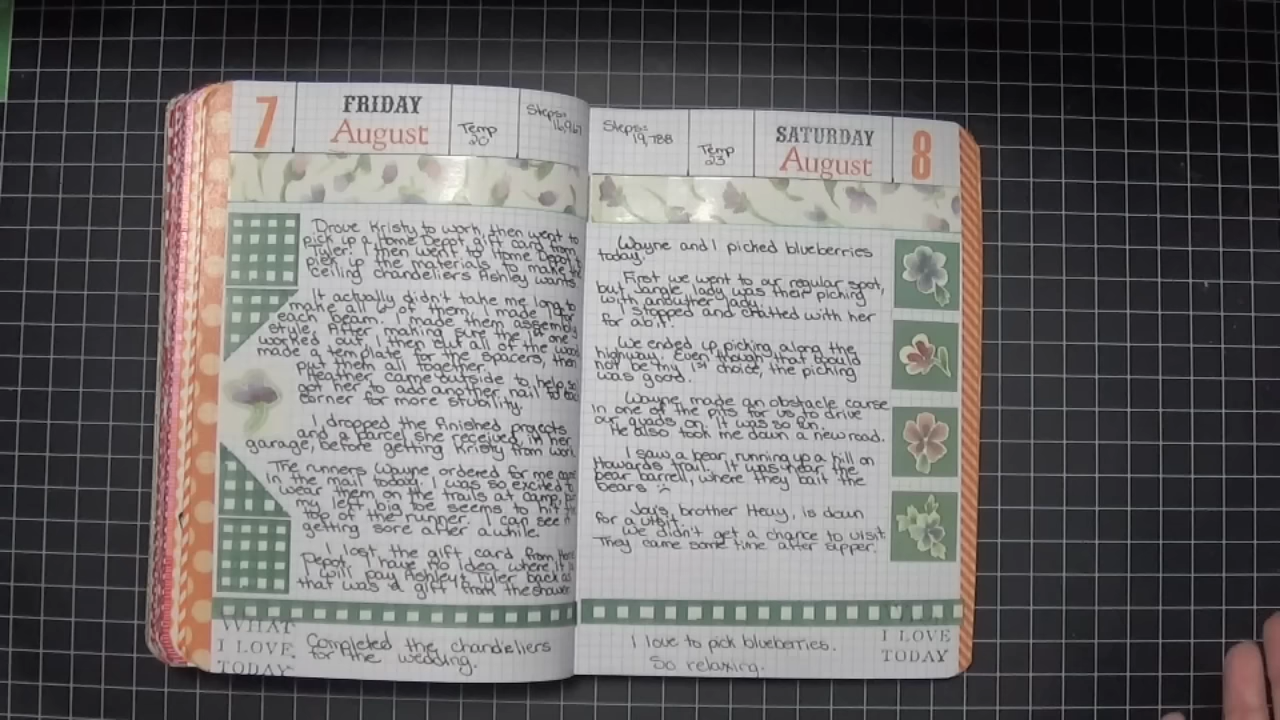 7
FRIDAY
August
Temp
20°
Steps=
16,967
Drove Kristy to work, then went to
pick up a Home Depot gift card from
Tyler. I then went to Home Depot
pick up the materials to make the
ceiling chandeliers Ashley wants.
It actually didn't take me long to
make all 6 of them. I made 1 for
each beam. I made them assembly
style. After, making sure the 1st one
worked out, I then cut all of the wood
made a template for the spacers, then
put them all together.
Heather came outside to help, so
got her to add another nail to each
corner for more stability.
I dropped the finished projects
and a parcel she received, in her
garage, before getting Kristy from work.
The runners Wayne ordered for me came
in the mail today. I was so excited to
wear them on the trails at camp, but
my left, big toe seems to hit the
top of the runner. I can see it
getting sore after awhile.
I lost, the gift card from Home
Depot. I have no idea where it is
I will pay Ashley & Tyler back as
that was a gift from the shower
WHAT
I LOVE
TODAY
Completed the chandeliers
for the wedding.
Steps=
19,788
Temp
23°
SATURDAY
August
8
Wayne and I picked blueberries
today.
First we went to our regular spot,
but Jungle lady was their picking
with anouther lady.
I stopped and chatted with her
for abit.
We ended up picking along the
highway. Even though that would
not be my 1st choice, the picking
was good.
Wayne, made an obstacle carse
in one of the pits for us to drive
our quads on. It was so fun.
He also took me down a new road.
I saw a bear, running up a hill on
Howards trail. It was near the
bear barrell, where they bait the
bears :(
Jay's, brother Heuy, is down
for a visit.
We didn't get a chance to visit
They came some time after supper.
I love to pick blueberries.
So relaxing.
I LOVE
TODAY